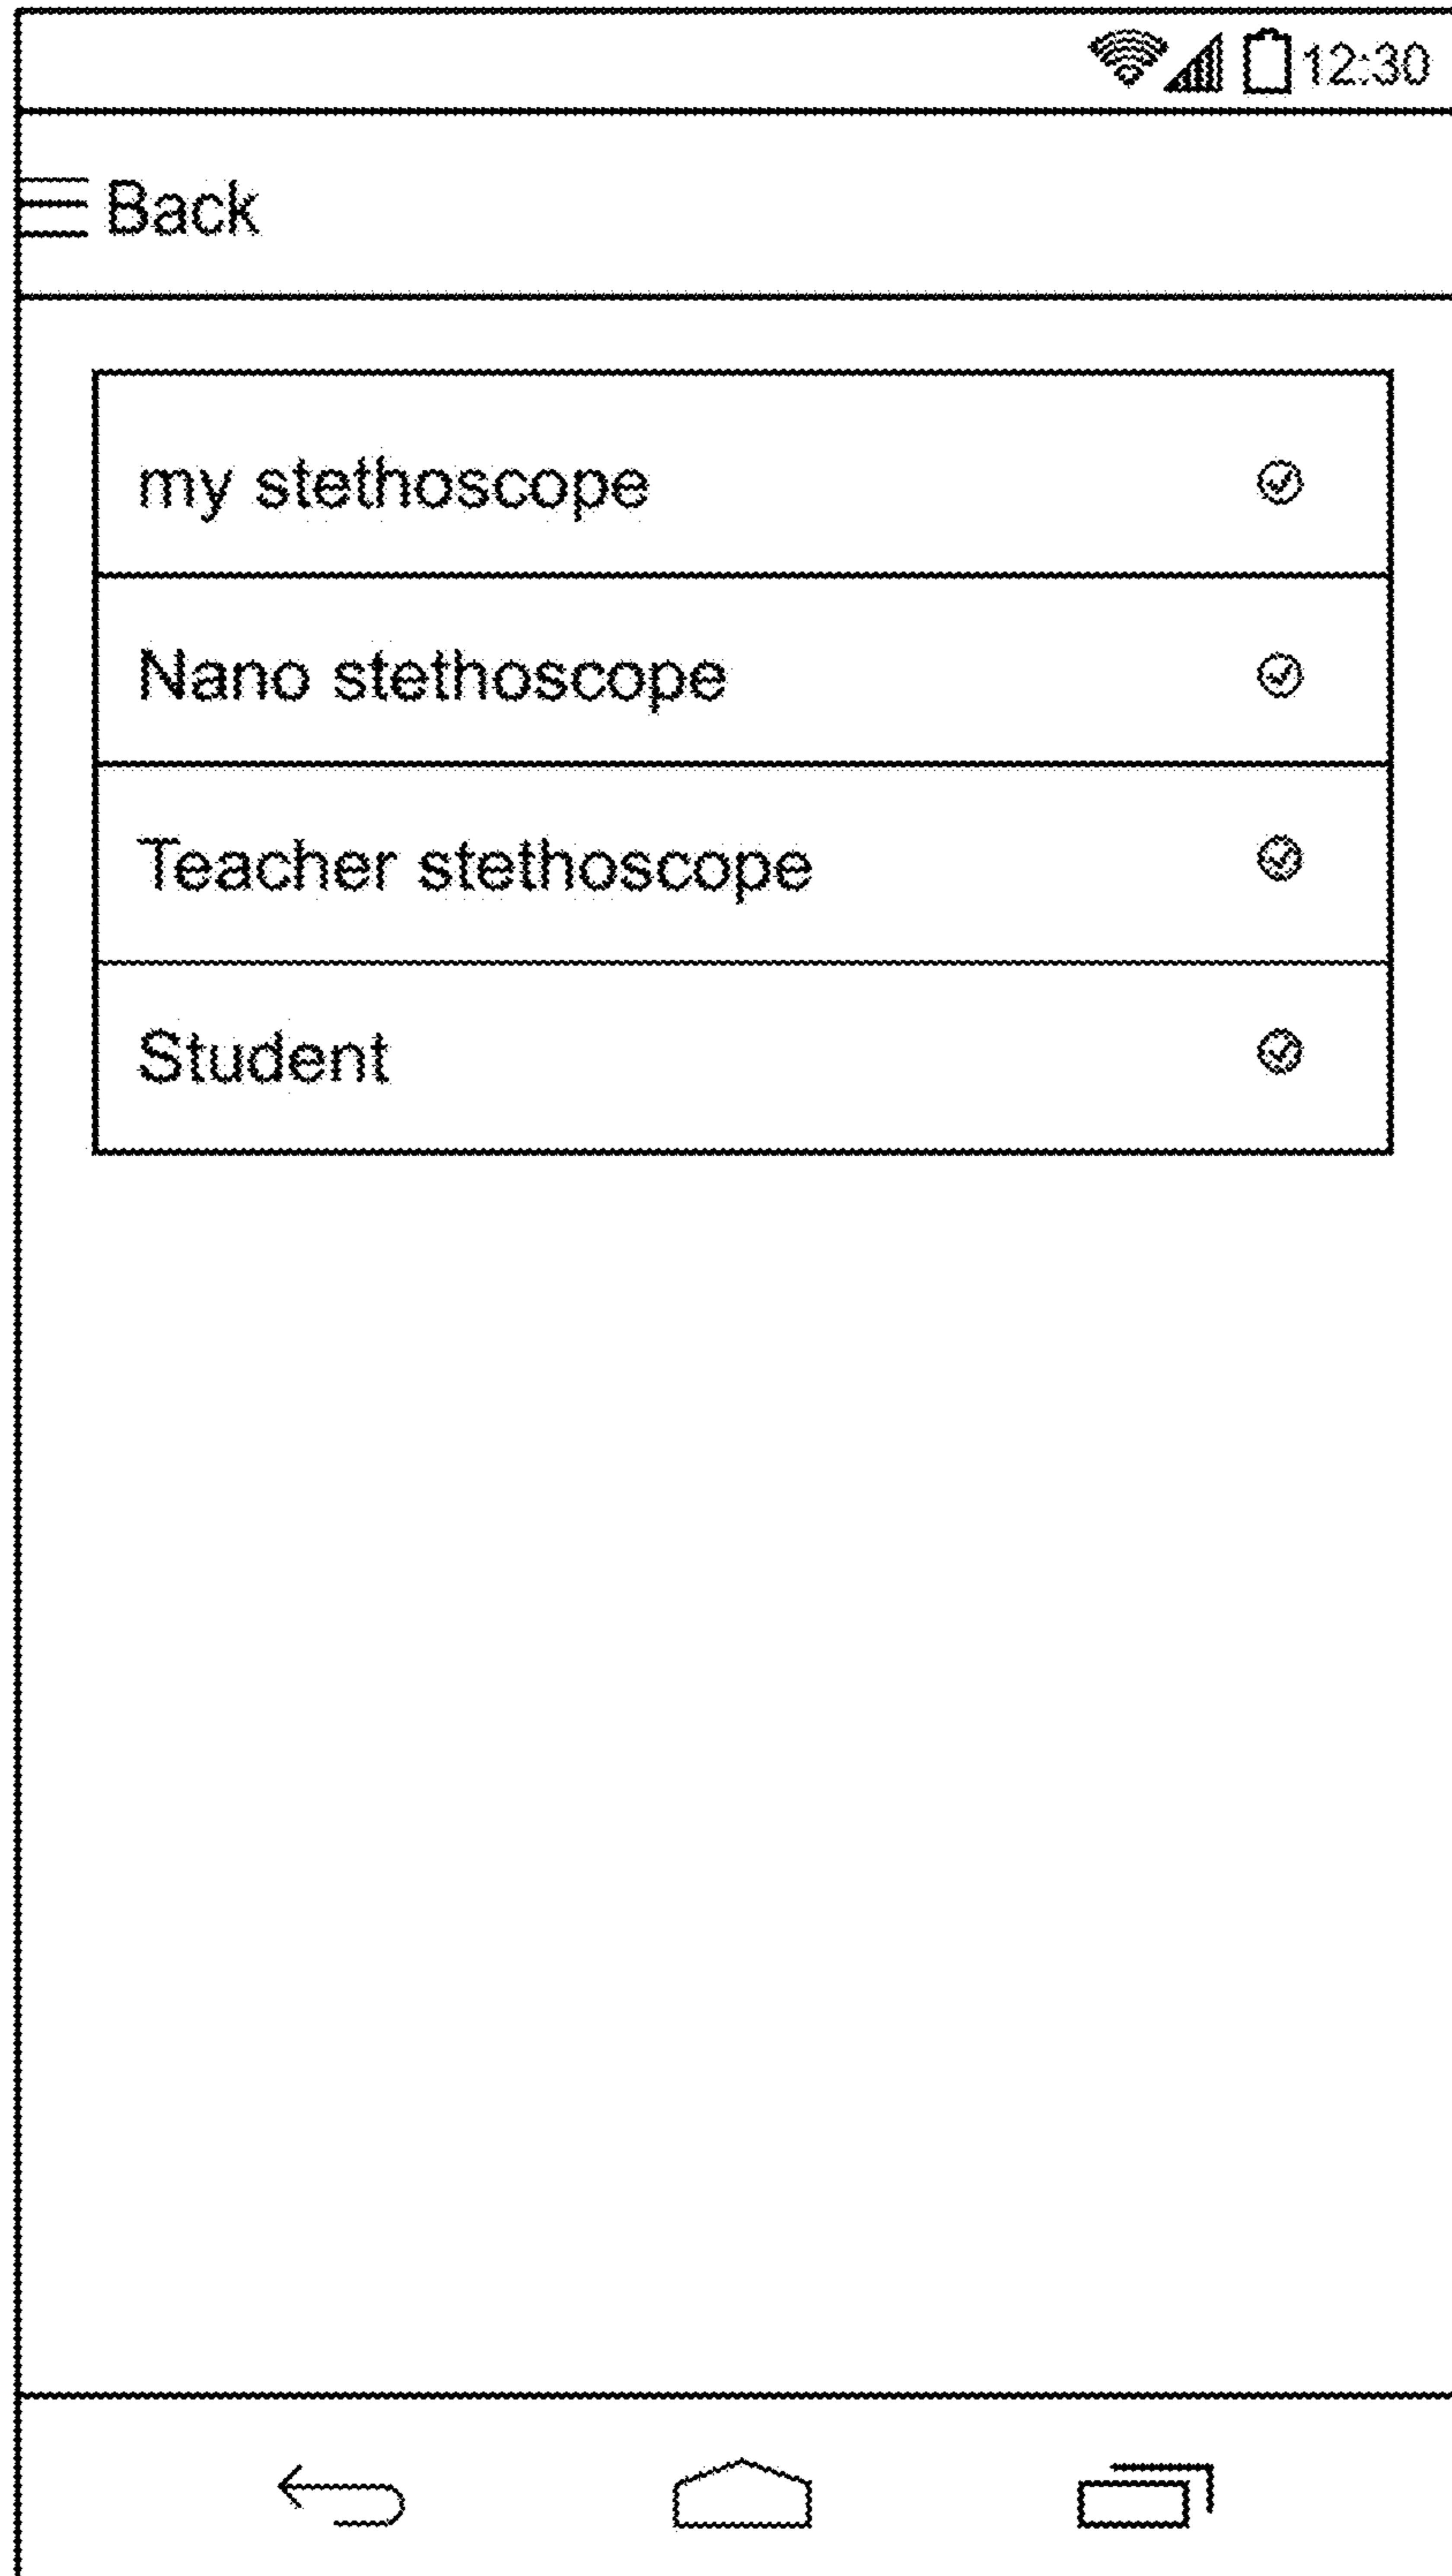 12:30
Back
my stethoscope
Nano stethoscope
Teacher stethoscope
Student